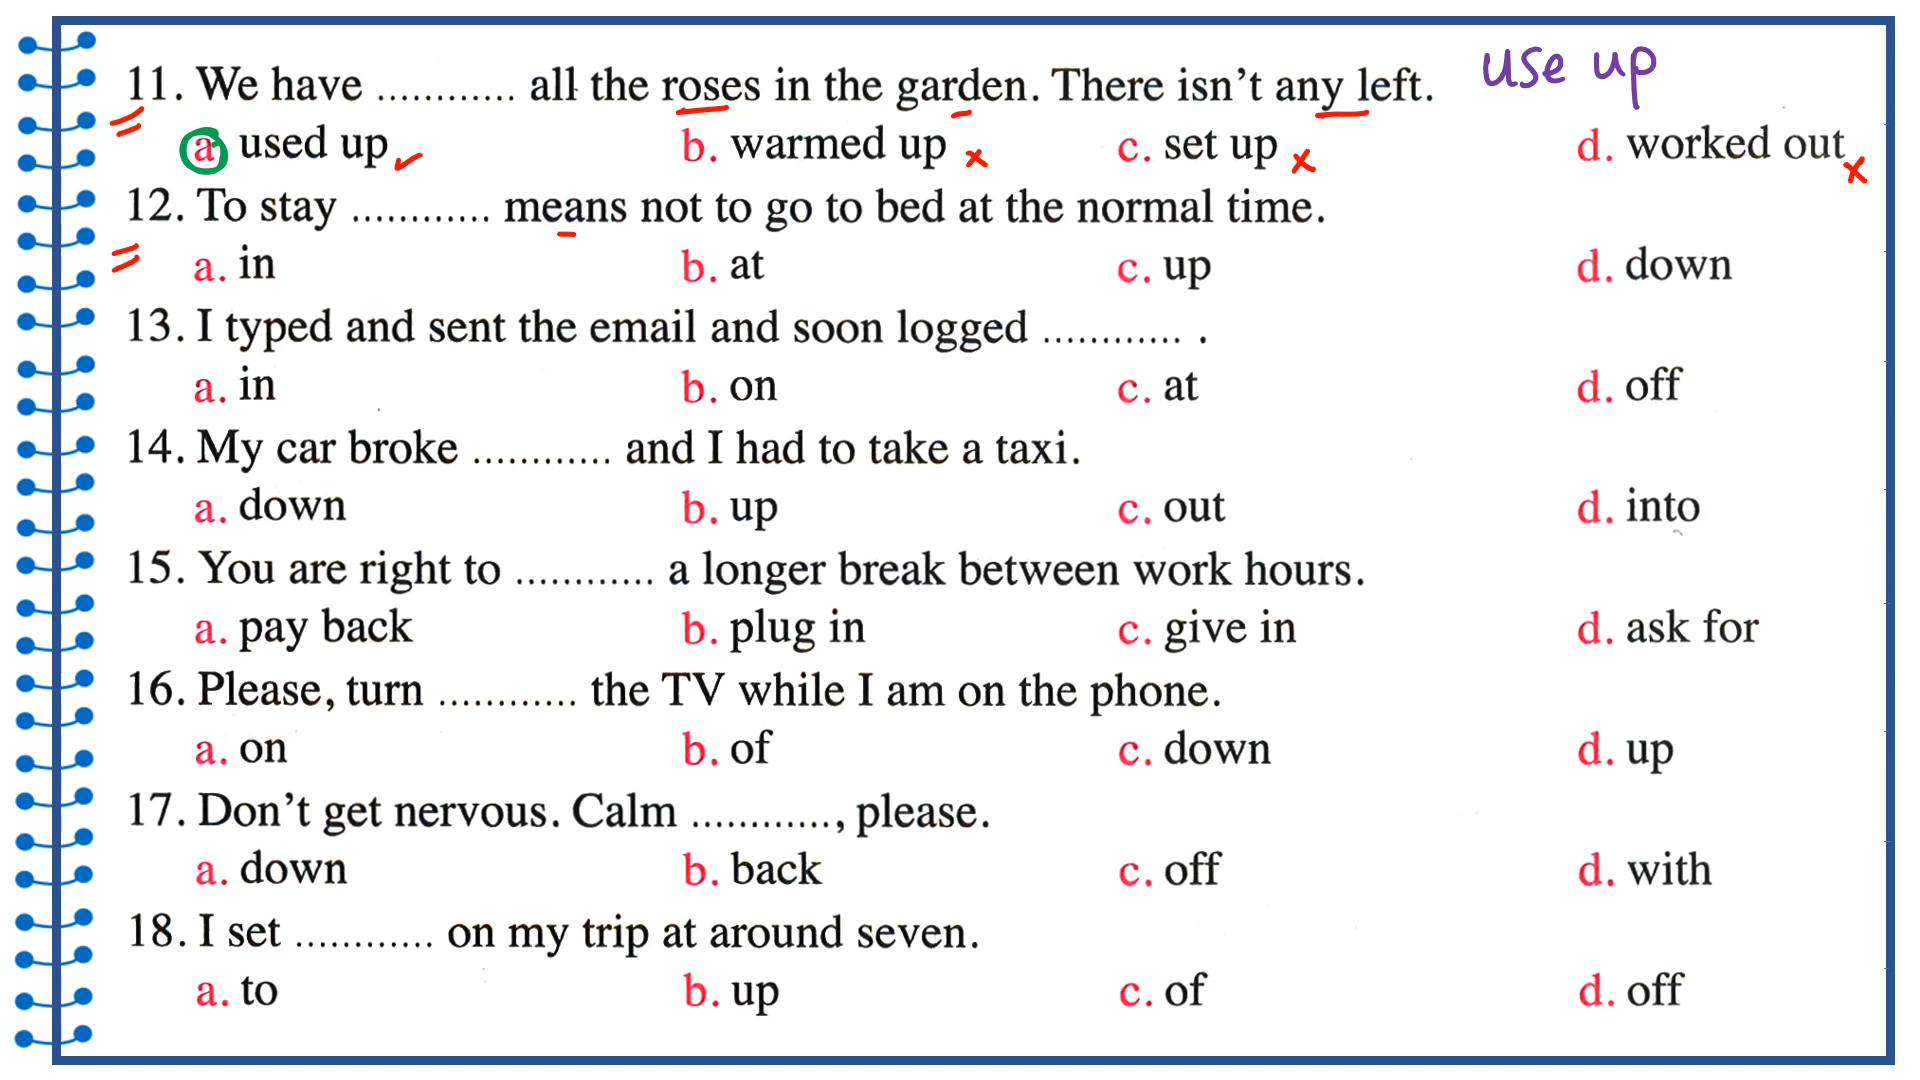 11. We have ............ all the roses in the garden. There isn't any left. use up
a. used up b. warmed up c. set up d. worked out
12. To stay ............ means not to go to bed at the normal time.
a. in b. at c. up d. down
13. I typed and sent the email and soon logged ............ .
a. in b. on c. at d. off
14. My car broke ............ and I had to take a taxi.
a. down b. up c. out d. into
15. You are right to ............ a longer break between work hours.
a. pay back b. plug in c. give in d. ask for
16. Please, turn ............ the TV while I am on the phone.
a. on b. of c. down d. up
17. Don't get nervous. Calm ............, please.
a. down b. back c. off d. with
18. I set ............ on my trip at around seven.
a. to b. up c. of d. off